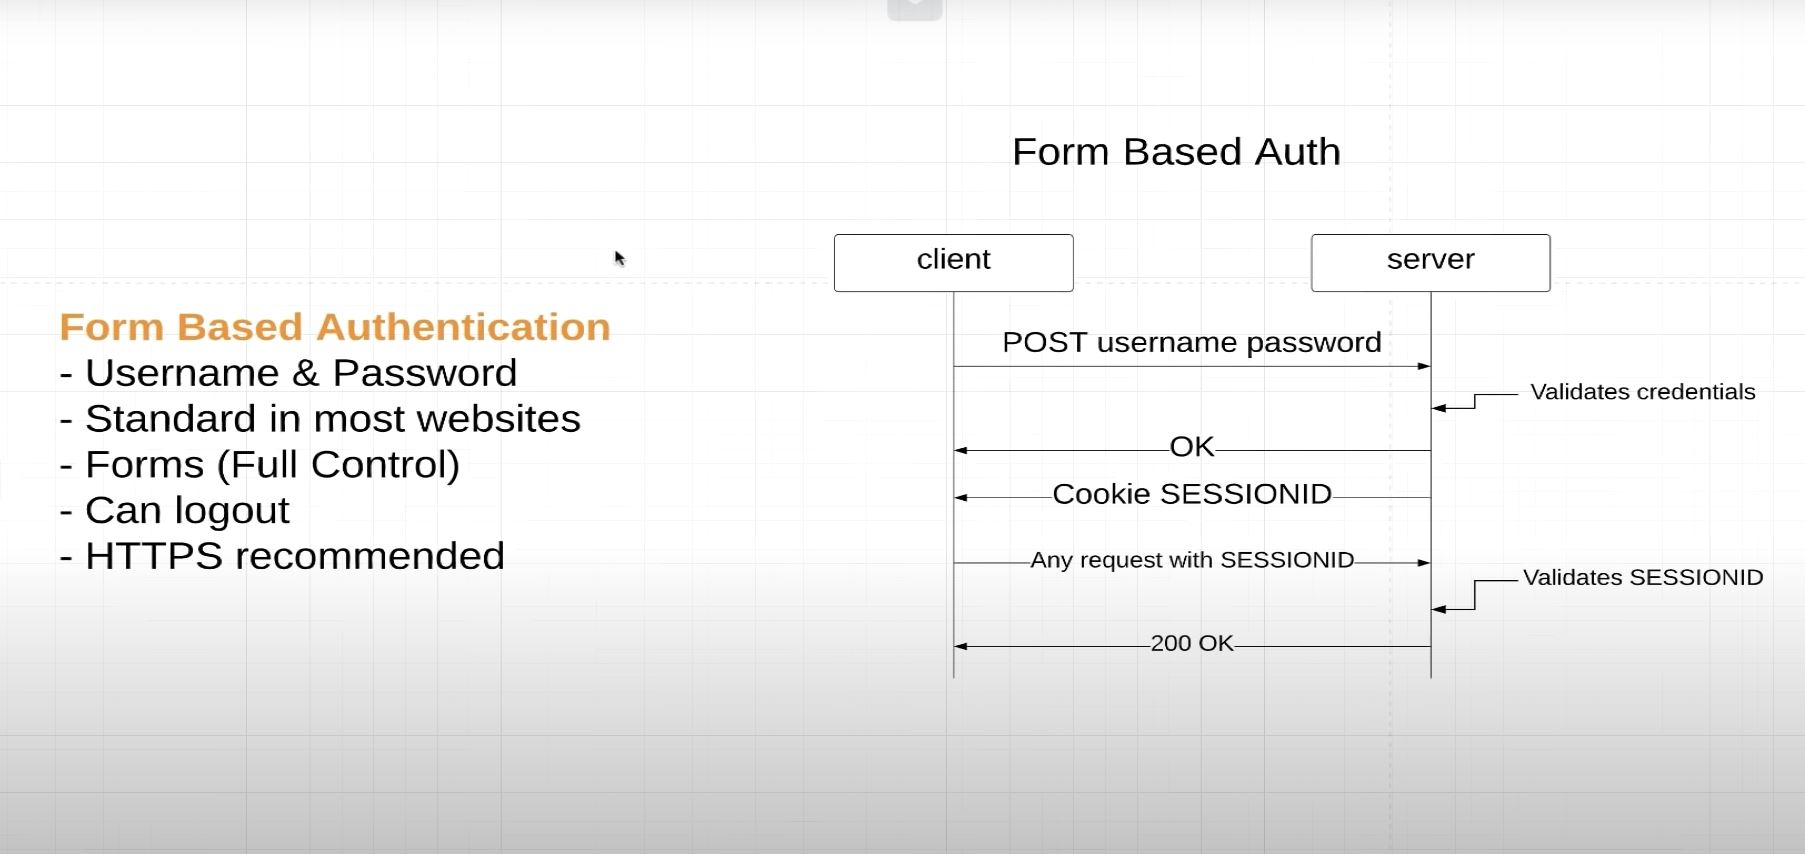 Form Based Auth
client
server
Form Based Authentication
- Username & Password
- Standard in most websites
- Forms (Full Control)
- Can logout
- HTTPS recommended
POST username password
Validates credentials
OK
Cookie SESSIONID
Any request with SESSIONID
Validates SESSIONID
200 OK